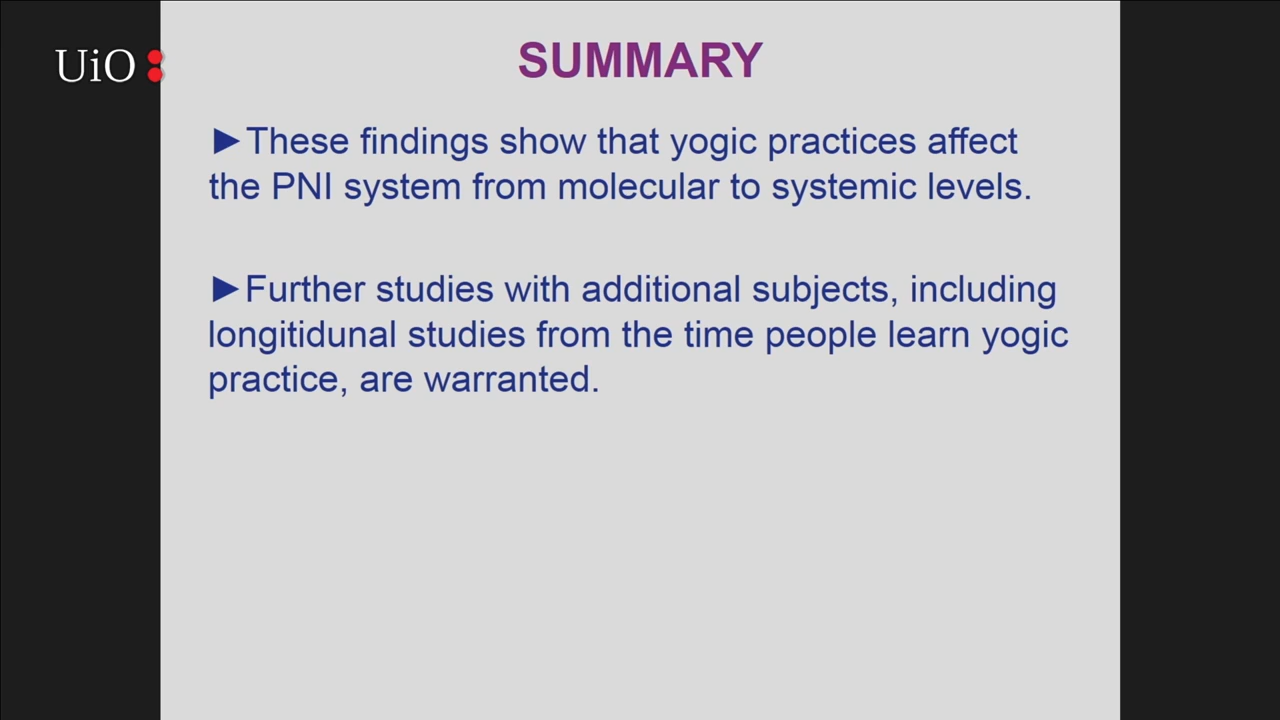 UiO:
SUMMARY
►These findings show that yogic practices affect
the PNI system from molecular to systemic levels.
►Further studies with additional subjects, including
longitidunal studies from the time people learn yogic
practice, are warranted.